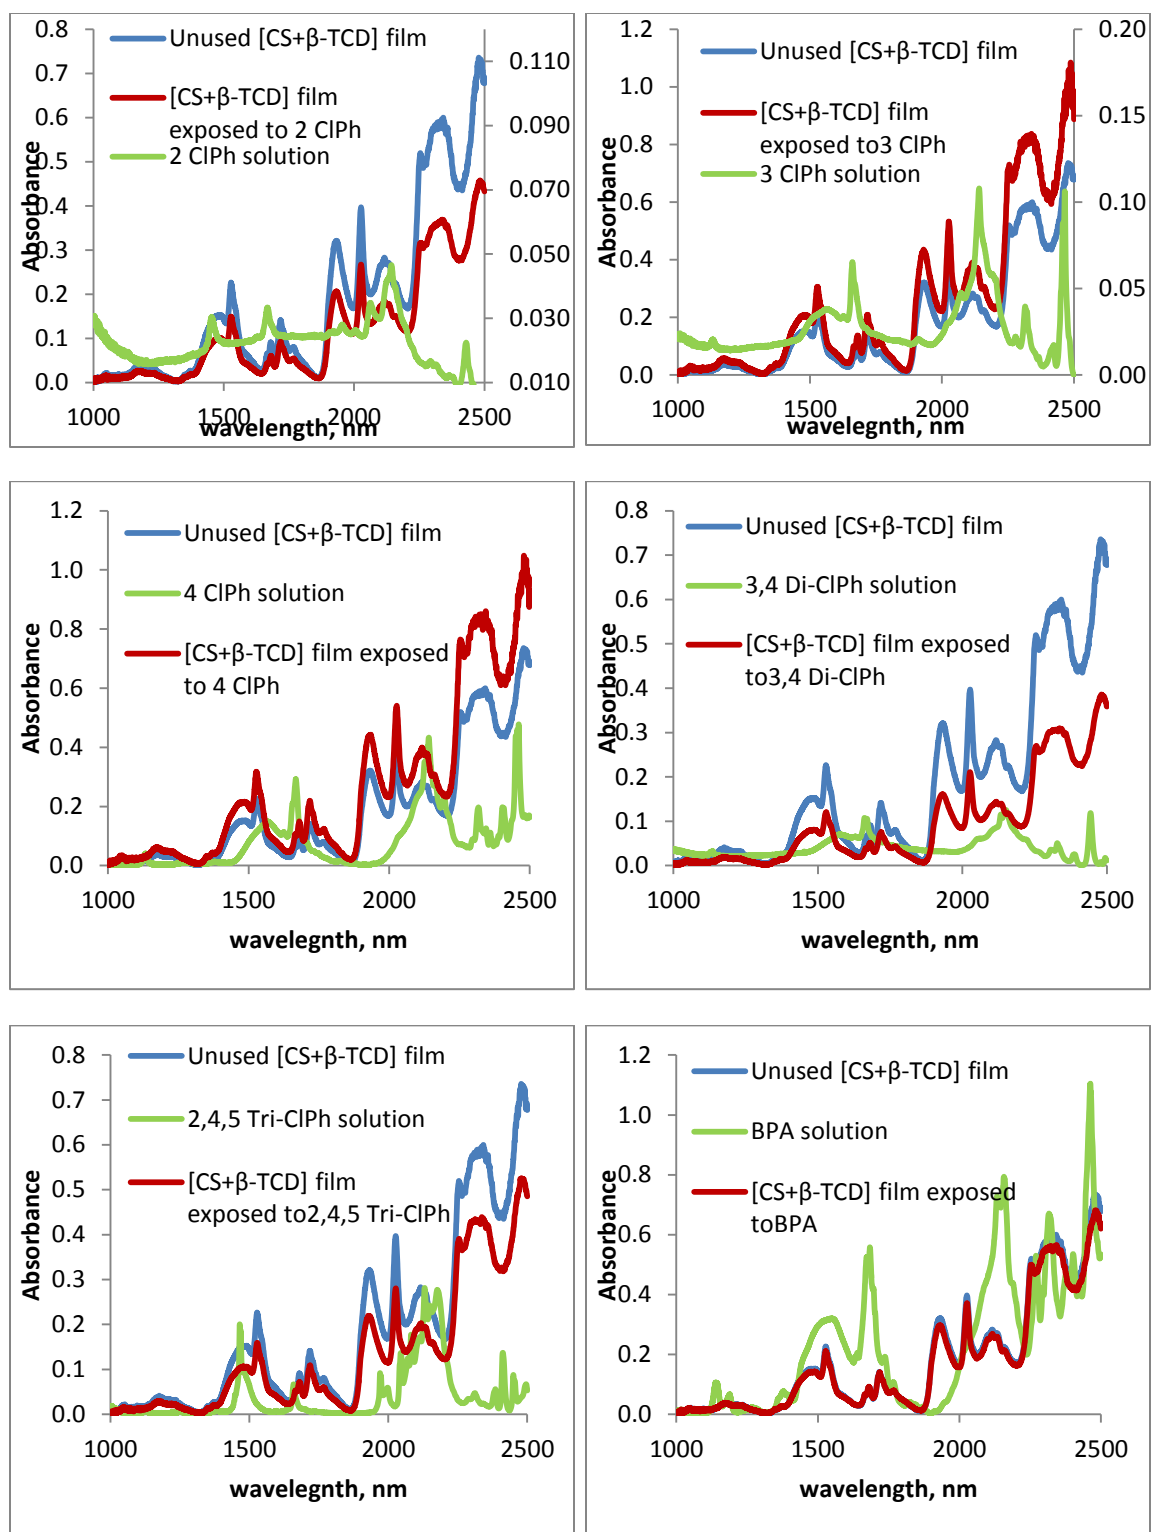 0.8
0.7
0.6
0.5
0.4
0.3
0.2
0.1
0.0
Absorbance
Unused [CS+β-TCD] film
[CS+β-TCD] film
exposed to 2 ClPh
2 ClPh solution
0.110
0.090
0.070
0.050
0.030
0.010
1000 1500 2000 2500
wavelength, nm
1.2
1.0
0.8
0.6
0.4
0.2
0.0
Absorbance
Unused [CS+β-TCD] film
[CS+β-TCD] film
exposed to3 ClPh
3 ClPh solution
0.20
0.15
0.10
0.05
0.00
1000 1500 2000 2500
wavelegnth, nm
1.2
1.0
0.8
0.6
0.4
0.2
0.0
Absorbance
Unused [CS+β-TCD] film
4 ClPh solution
[CS+β-TCD] film exposed
to 4 ClPh
1000 1500 2000 2500
wavelegnth, nm
0.8
0.7
0.6
0.5
0.4
0.3
0.2
0.1
0.0
Absorbance
Unused [CS+β-TCD] film
3,4 Di-ClPh solution
[CS+β-TCD] film exposed
to3,4 Di-ClPh
1000 1500 2000 2500
wavelegnth, nm
0.8
0.7
0.6
0.5
0.4
0.3
0.2
0.1
0.0
Absorbance
Unused [CS+β-TCD] film
2,4,5 Tri-ClPh solution
[CS+β-TCD] film
exposed to2,4,5 Tri-ClPh
1000 1500 2000 2500
wavelegnth, nm
1.2
1.0
0.8
0.6
0.4
0.2
0.0
Absorbance
Unused [CS+β-TCD] film
BPA solution
[CS+β-TCD] film exposed
toBPA
1000 1500 2000 2500
wavelegnth, nm